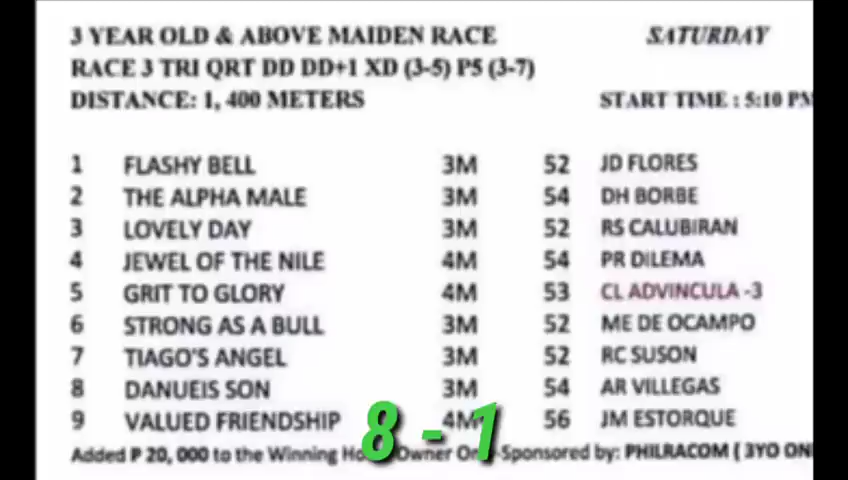 3 YEAR OLD & ABOVE MAIDEN RACE SATURDAY
RACE 3 TRI QRT DD DD+1 XD (3-5) P5 (3-7)
DISTANCE: 1, 400 METERS START TIME : 5:10 PM
1 FLASHY BELL 3M 52 JD FLORES
2 THE ALPHA MALE 3M 54 DH BORBE
3 LOVELY DAY 3M 52 RS CALUBIRAN
4 JEWEL OF THE NILE 4M 54 PR DILEMA
5 GRIT TO GLORY 4M 53 CL ADVINCULA -3
6 STRONG AS A BULL 3M 52 ME DE OCAMPO
7 TIAGO'S ANGEL 3M 52 RC SUSON
8 DANUEIS SON 3M 54 AR VILLEGAS
9 VALUED FRIENDSHIP 4M 56 JM ESTORQUE
8 - 1
Added P 20, 000 to the Winning Owner Sponsored by: PHILRACOM ( 3YO